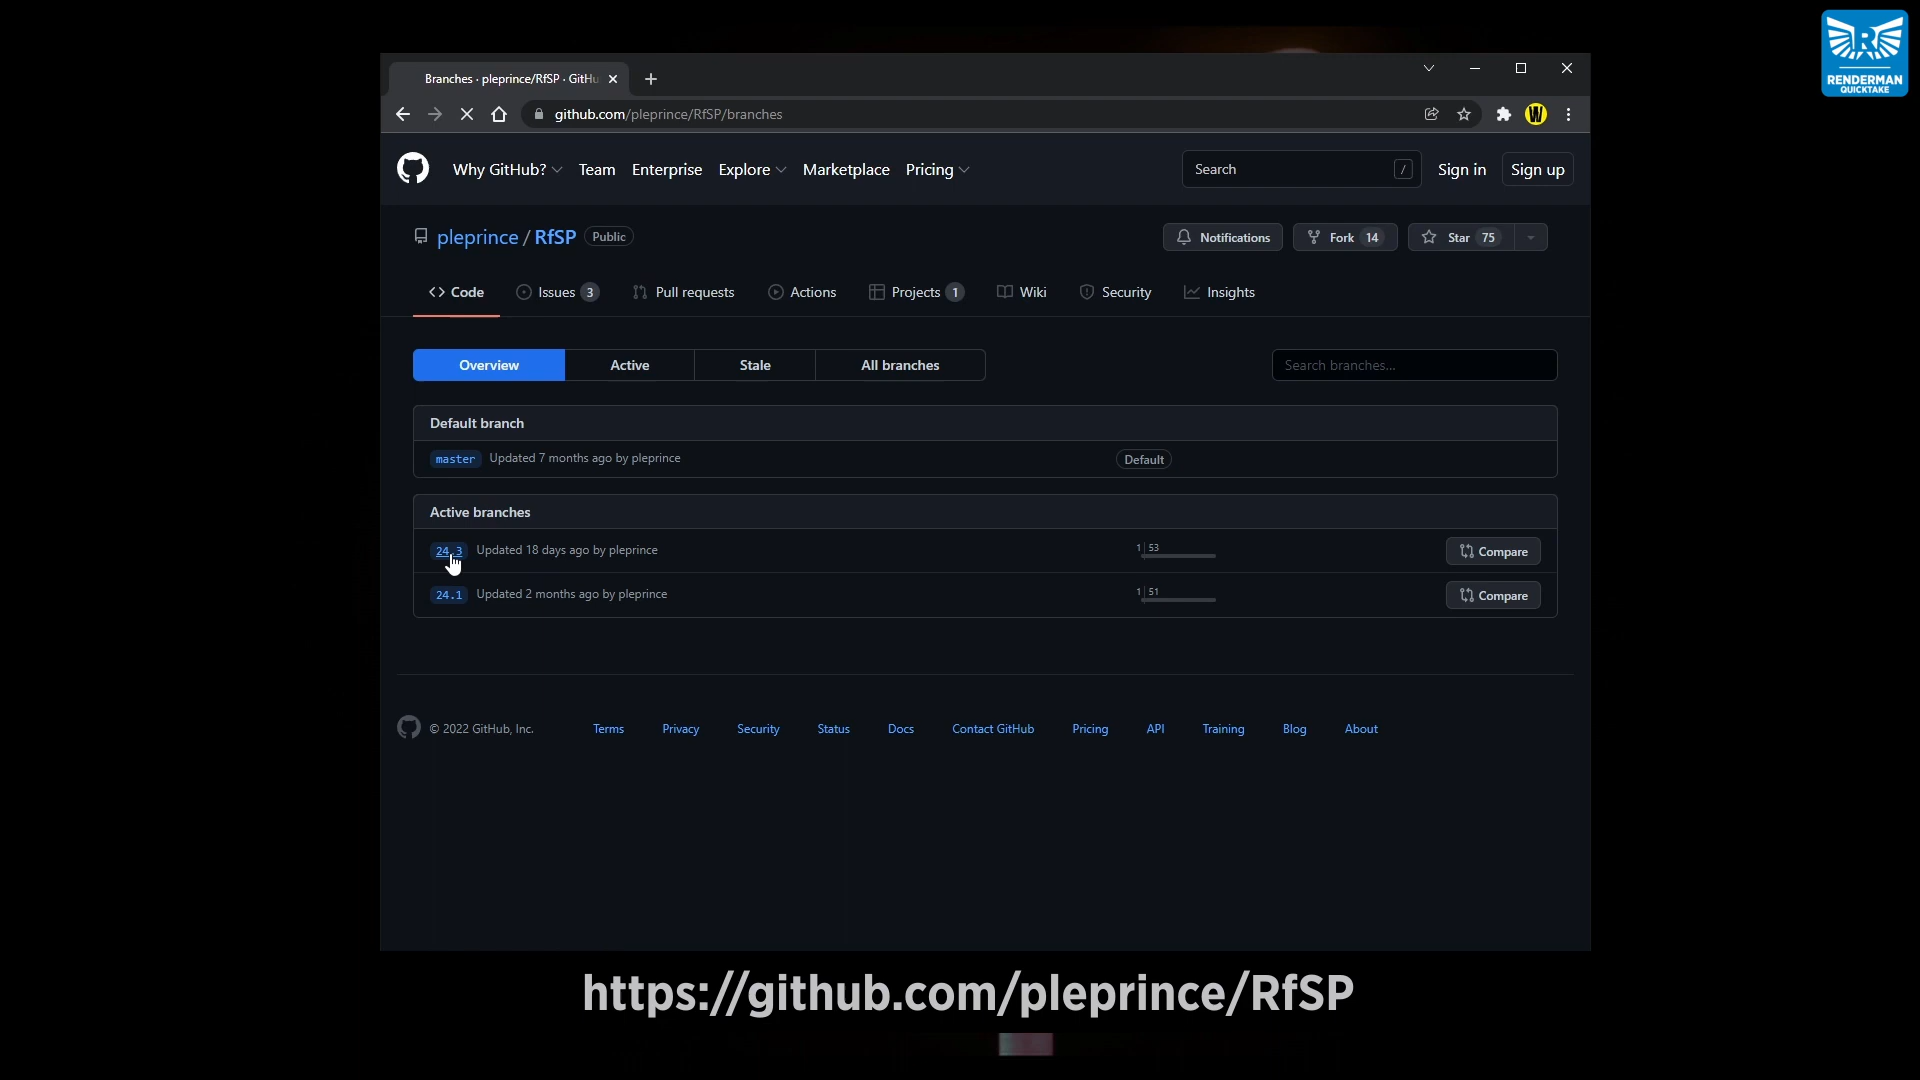 RENDERMAN
QUICKTAKE
Branches · pleprince/RfSP · GitHu
github.com/pleprince/RfSP/branches
W
Why GitHub? Team Enterprise Explore Marketplace Pricing Search / Sign in Sign up
pleprince / RfSP Public Notifications Fork 14 Star 75
Code Issues 3 Pull requests Actions Projects 1 Wiki Security Insights
Overview Active Stale All branches Search branches...
Default branch
master Updated 7 months ago by pleprince Default
Active branches
24.3 Updated 18 days ago by pleprince 1 53 Compare
24.1 Updated 2 months ago by pleprince 1 51 Compare
© 2022 GitHub, Inc. Terms Privacy Security Status Docs Contact GitHub Pricing API Training Blog About
https://github.com/pleprince/RfSP